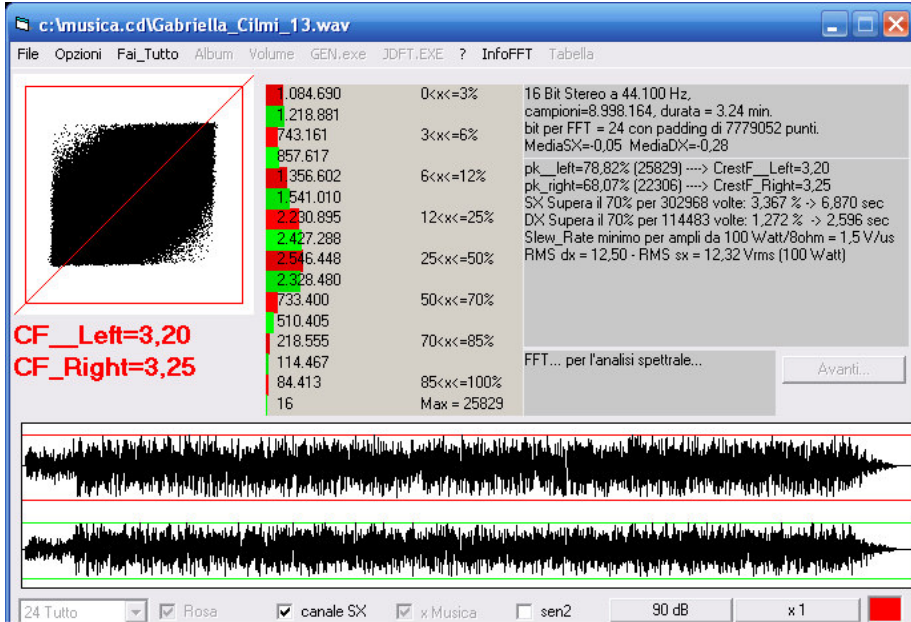 c:\musica.cd\Gabriella_Cilmi_13.wav
File Opzioni Fai_Tutto Album Volume GEN.exe JDFT.EXE ? InfoFFT Tabella
1.084.690 0<x<=3%
1.218.881
743.161 3<x<=6%
857.617
1.356.602 6<x<=12%
1.541.010
2.230.895 12<x<=25%
2.427.288
2.546.448 25<x<=50%
2.328.480
733.400 50<x<=70%
510.405
218.555 70<x<=85%
114.467
84.413 85<x<=100%
16 Max = 25829
16 Bit Stereo a 44.100 Hz,
campioni=8.998.164, durata = 3.24 min.
bit per FFT = 24 con padding di 7779052 punti.
MediaSX=-0,05 MediaDX=-0,28
pk__left=78,82% (25829) ----> CrestF__Left=3,20
pk_right=68,07% (22306) ----> CrestF_Right=3,25
SX Supera il 70% per 302968 volte: 3,367 % -> 6,870 sec
DX Supera il 70% per 114483 volte: 1,272 % -> 2,596 sec
Slew_Rate minimo per ampli da 100 Watt/8ohm = 1,5 V/us
RMS dx = 12,50 - RMS sx = 12,32 Vrms (100 Watt)
CF__Left=3,20
CF_Right=3,25
FFT... per l'analisi spettrale...
Avanti...
24 Tutto Rosa canale SX x Musica sen2 90 dB x 1